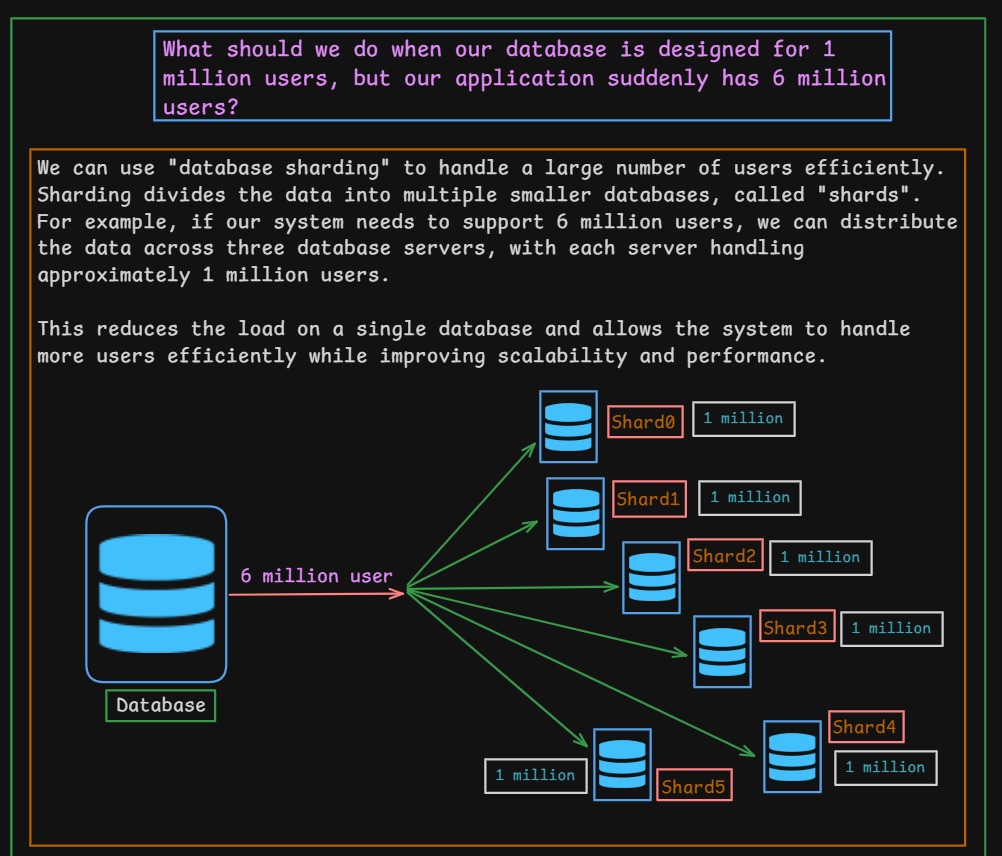 What should we do when our database is designed for 1
million users, but our application suddenly has 6 million
users?
We can use "database sharding" to handle a large number of users efficiently.
Sharding divides the data into multiple smaller databases, called "shards".
For example, if our system needs to support 6 million users, we can distribute
the data across three database servers, with each server handling
approximately 1 million users.
This reduces the load on a single database and allows the system to handle
more users efficiently while improving scalability and performance.
Shard0
1 million
Shard1
1 million
Shard2
1 million
6 million user
Shard3
1 million
Database
Shard4
1 million
1 million
Shard5